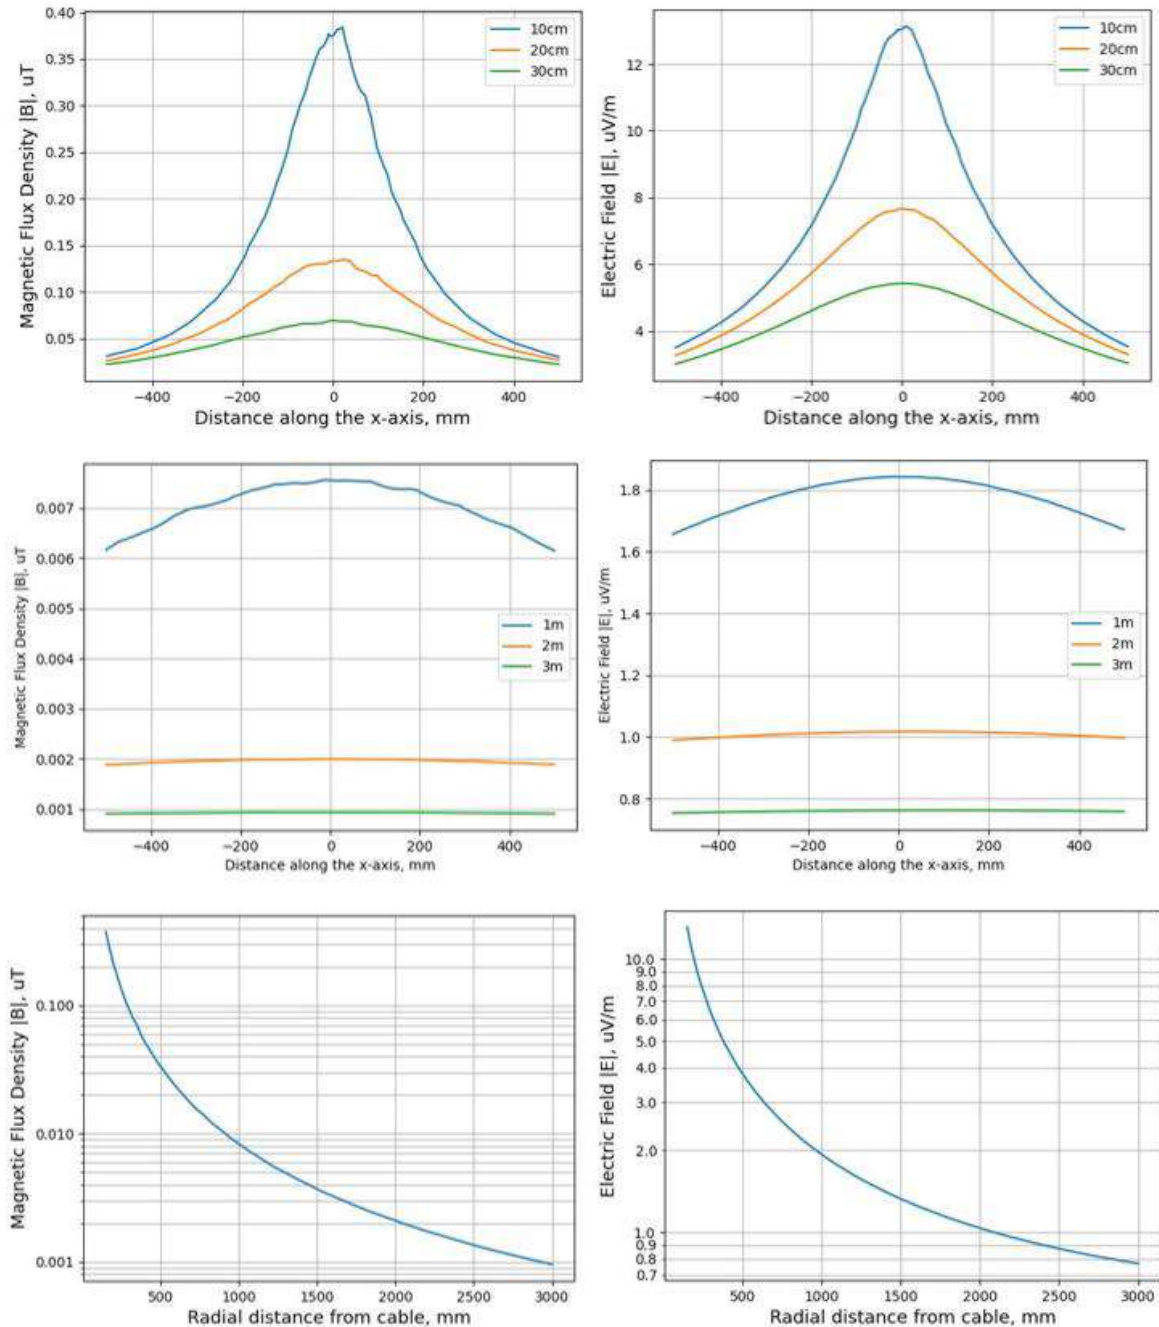 0.40
0.35
0.30
0.25
0.20
0.15
0.10
0.05
Magnetic Flux Density |B|, uT
10cm
20cm
30cm
−400 −200 0 200 400
Distance along the x-axis, mm
12
10
8
6
4
Electric Field |E|, uV/m
10cm
20cm
30cm
−400 −200 0 200 400
Distance along the x-axis, mm
0.007
0.006
0.005
0.004
0.003
0.002
0.001
Magnetic Flux Density |B|, uT
1m
2m
3m
−400 −200 0 200 400
Distance along the x-axis, mm
1.8
1.6
1.4
1.2
1.0
0.8
Electric Field |E|, uV/m
1m
2m
3m
−400 −200 0 200 400
Distance along the x-axis, mm
0.100
0.010
0.001
Magnetic Flux Density |B|, uT
500 1000 1500 2000 2500 3000
Radial distance from cable, mm
10.0
9.0
8.0
7.0
6.0
5.0
4.0
3.0
2.0
1.0
0.9
0.8
0.7
Electric Field |E|, uV/m
500 1000 1500 2000 2500 3000
Radial distance from cable, mm